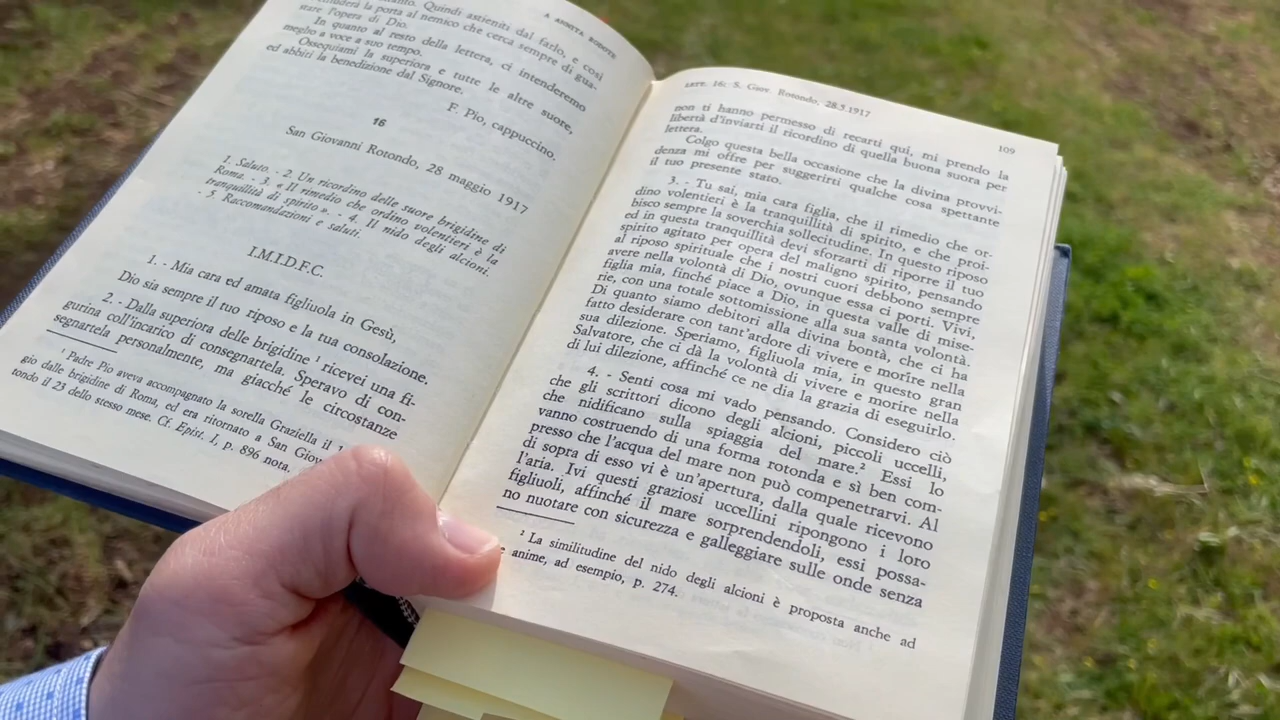 A ANNITA RODOTE
tanto. Quindi astieniti dal farlo, e così
chiuderà la porta al nemico che cerca sempre di gua-
stare l'opera di Dio.
In quanto al resto della lettera, ci intenderemo
meglio a voce a suo tempo.
Ossequiami la superiora e tutte le altre suore,
ed abbiti la benedizione dal Signore.
F. Pio, cappuccino.
16
San Giovanni Rotondo, 28 maggio 1917
1. Saluto. - 2. Un ricordino delle suore brigidine di
Roma. - 3. « Il rimedio che ordino volentieri è la
tranquillità di spirito ». - 4. Il nido degli alcioni.
- 5. Raccomandazioni e saluti.
I.M.I.D.F.C.
1. - Mia cara ed amata figliuola in Gesù,
Dio sia sempre il tuo riposo e la tua consolazione.
2. - Dalla superiora delle brigidine ¹ ricevei una fi-
gurina coll'incarico di consegnartela. Speravo di con-
segnartela personalmente, ma giacché le circostanze
¹ Padre Pio aveva accompagnato la sorella Graziella il 1
gio dalle brigidine di Roma, ed era ritornato a San Giov
tondo il 23 dello stesso mese. Cf. Epist. I, p. 896 nota.
LETT. 16; S. Giov. Rotondo, 28.5.1917
109
non ti hanno permesso di recarti qui, mi prendo la
libertà d'inviarti il ricordino di quella buona suora per
lettera.
Colgo questa bella occasione che la divina provvi-
denza mi offre per suggerirti qualche cosa spettante
il tuo presente stato.
3. - Tu sai, mia cara figlia, che il rimedio che or-
dino volentieri è la tranquillità di spirito, e che proi-
bisco sempre la soverchia sollecitudine. In questo riposo
ed in questa tranquillità devi sforzarti di riporre il tuo
spirito agitato per opera del maligno spirito, pensando
al riposo spirituale che i nostri cuori debbono sempre
avere nella volontà di Dio, ovunque essa ci porti. Vivi,
figlia mia, finché piace a Dio, in questa valle di mise-
rie, con una totale sottomissione alla sua santa volontà.
Di quanto siamo debitori alla divina bontà, che ci ha
fatto desiderare con tant'ardore di vivere e morire nella
sua dilezione. Speriamo, figliuola mia, in questo gran
Salvatore, che ci dà la volontà di vivere e morire nella
di lui dilezione, affinché ce ne dia la grazia di eseguirlo.
4. - Senti cosa mi vado pensando. Considero ciò
che gli scrittori dicono degli alcioni, piccoli uccelli,
che nidificano sulla spiaggia del mare.² Essi lo
vanno costruendo di una forma rotonda e sì ben com-
presso che l'acqua del mare non può compenetrarvi. Al
di sopra di esso vi è un'apertura, dalla quale ricevono
l'aria. Ivi questi graziosi uccellini ripongono i loro
figliuoli, affinché il mare sorprendendoli, essi possa-
no nuotare con sicurezza e galleggiare sulle onde senza
² La similitudine del nido degli alcioni è proposta anche ad
e anime, ad esempio, p. 274.